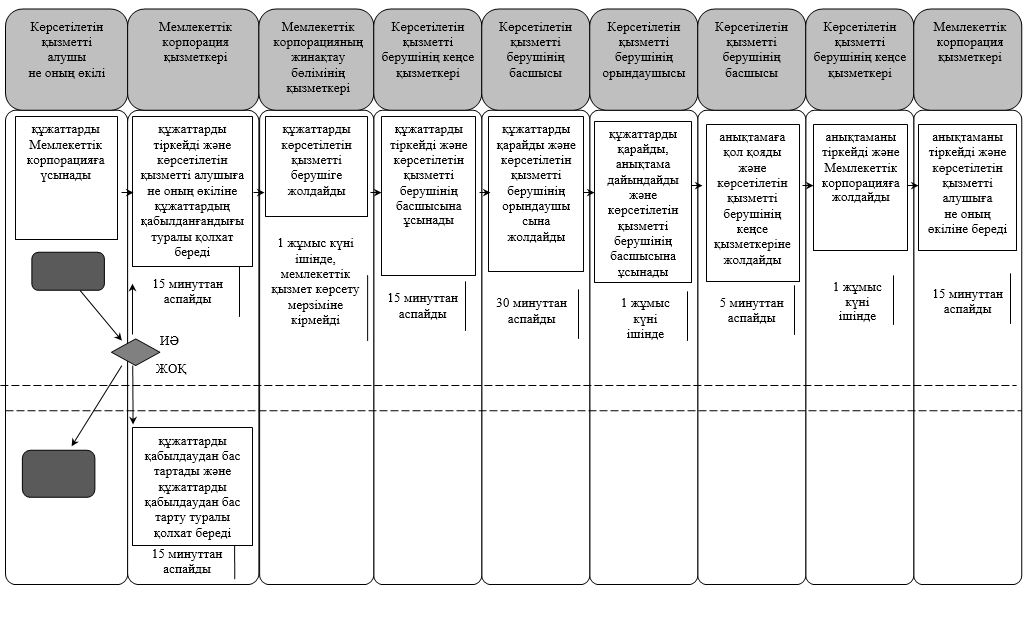 Көрсетілетін
қызметті
алушы
не оның өкілі
Мемлекеттік
корпорация
қызметкері
Мемлекеттік
корпорацияның
жинақтау
бөлімінің
қызметкері
Көрсетілетін
қызметті
берушінің кеңсе
қызметкері
Көрсетілетін
қызметті
берушінің
басшысы
Көрсетілетін
қызметті
берушінің
орындаушысы
Көрсетілетін
қызметті
берушінің
басшысы
Көрсетілетін
қызметті
берушінің кеңсе
қызметкері
Мемлекеттік
корпорация
қызметкері
құжаттарды
Мемлекеттік
корпорацияға
ұсынады
құжаттарды
тіркейді және
көрсетілетін
қызметті алушыға
не оның өкіліне
құжаттардың
қабылданғандығы
туралы қолхат
береді
15 минуттан
аспайды
құжаттарды
көрсетілетін
қызметті
берушіге
жолдайды
1 жұмыс күні
ішінде,
мемлекеттік
қызмет көрсету
мерзіміне
кірмейді
құжаттарды
тіркейді және
көрсетілетін
қызметті
берушінің
басшысына
ұсынады
15 минуттан
аспайды
құжаттарды
қарайды және
көрсетілетін
қызметті
берушінің
орындаушы
сына
жолдайды
30 минуттан
аспайды
құжаттарды
қарайды,
анықтама
дайындайды
және
көрсетілетін
қызметті
берушінің
басшысына
ұсынады
1 жұмыс
күні
ішінде
анықтамаға
қол қояды
және
көрсетілетін
қызметті
берушінің
кеңсе
қызметкеріне
жолдайды
5 минуттан
аспайды
анықтаманы
тіркейді және
Мемлекеттік
корпорацияға
жолдайды
1 жұмыс
күні
ішінде
анықтаманы
тіркейді және
көрсетілетін
қызметті
алушыға
не оның
өкіліне береді
15 минуттан
аспайды
ИӘ
ЖОҚ
құжаттарды
қабылдаудан бас
тартады және
құжаттарды
қабылдаудан бас
тарту туралы
қолхат береді
15 минуттан
аспайды